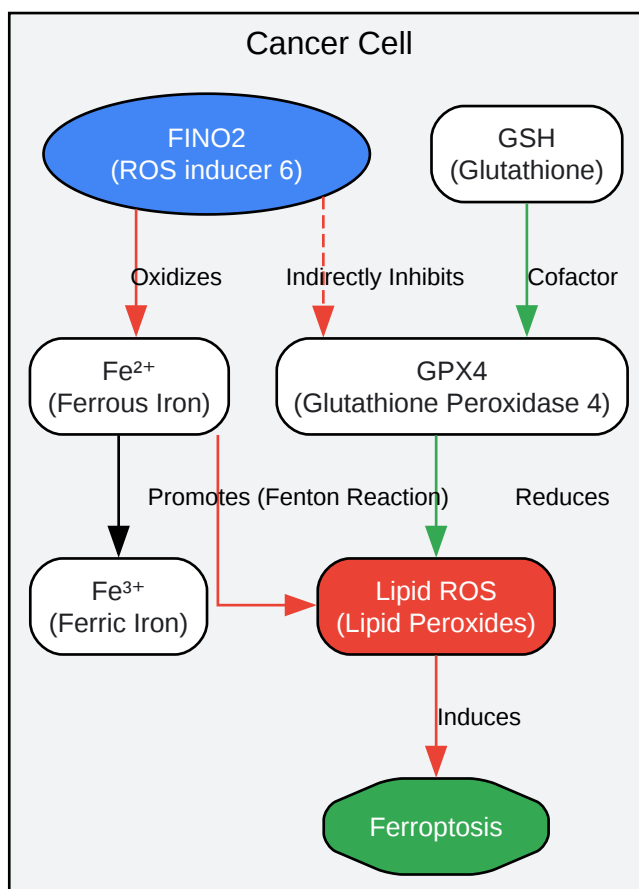 Cancer Cell
FINO2
(ROS inducer 6)
GSH
(Glutathione)
Oxidizes
Indirectly Inhibits
Cofactor
Fe²⁺
(Ferrous Iron)
GPX4
(Glutathione Peroxidase 4)
Promotes (Fenton Reaction)
Reduces
Fe³⁺
(Ferric Iron)
Lipid ROS
(Lipid Peroxides)
Induces
Ferroptosis